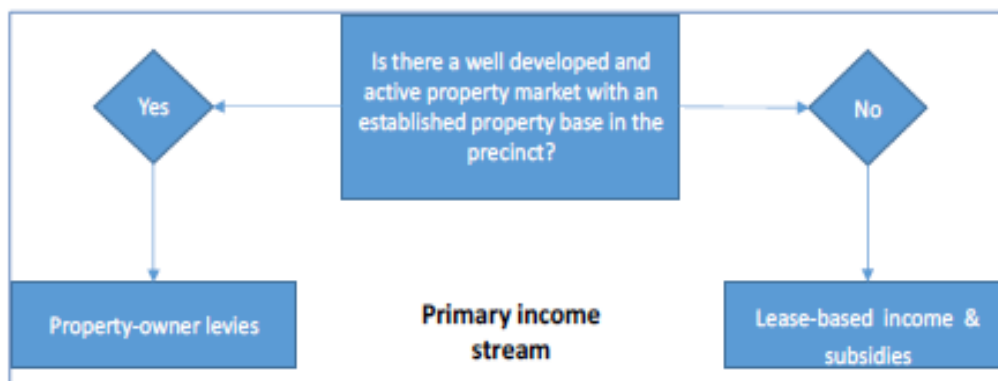 Is there a well developed and
active property market with an
established property base in the
precinct?
Yes
No
Property-owner levies
Primary income
stream
Lease-based income &
subsidies